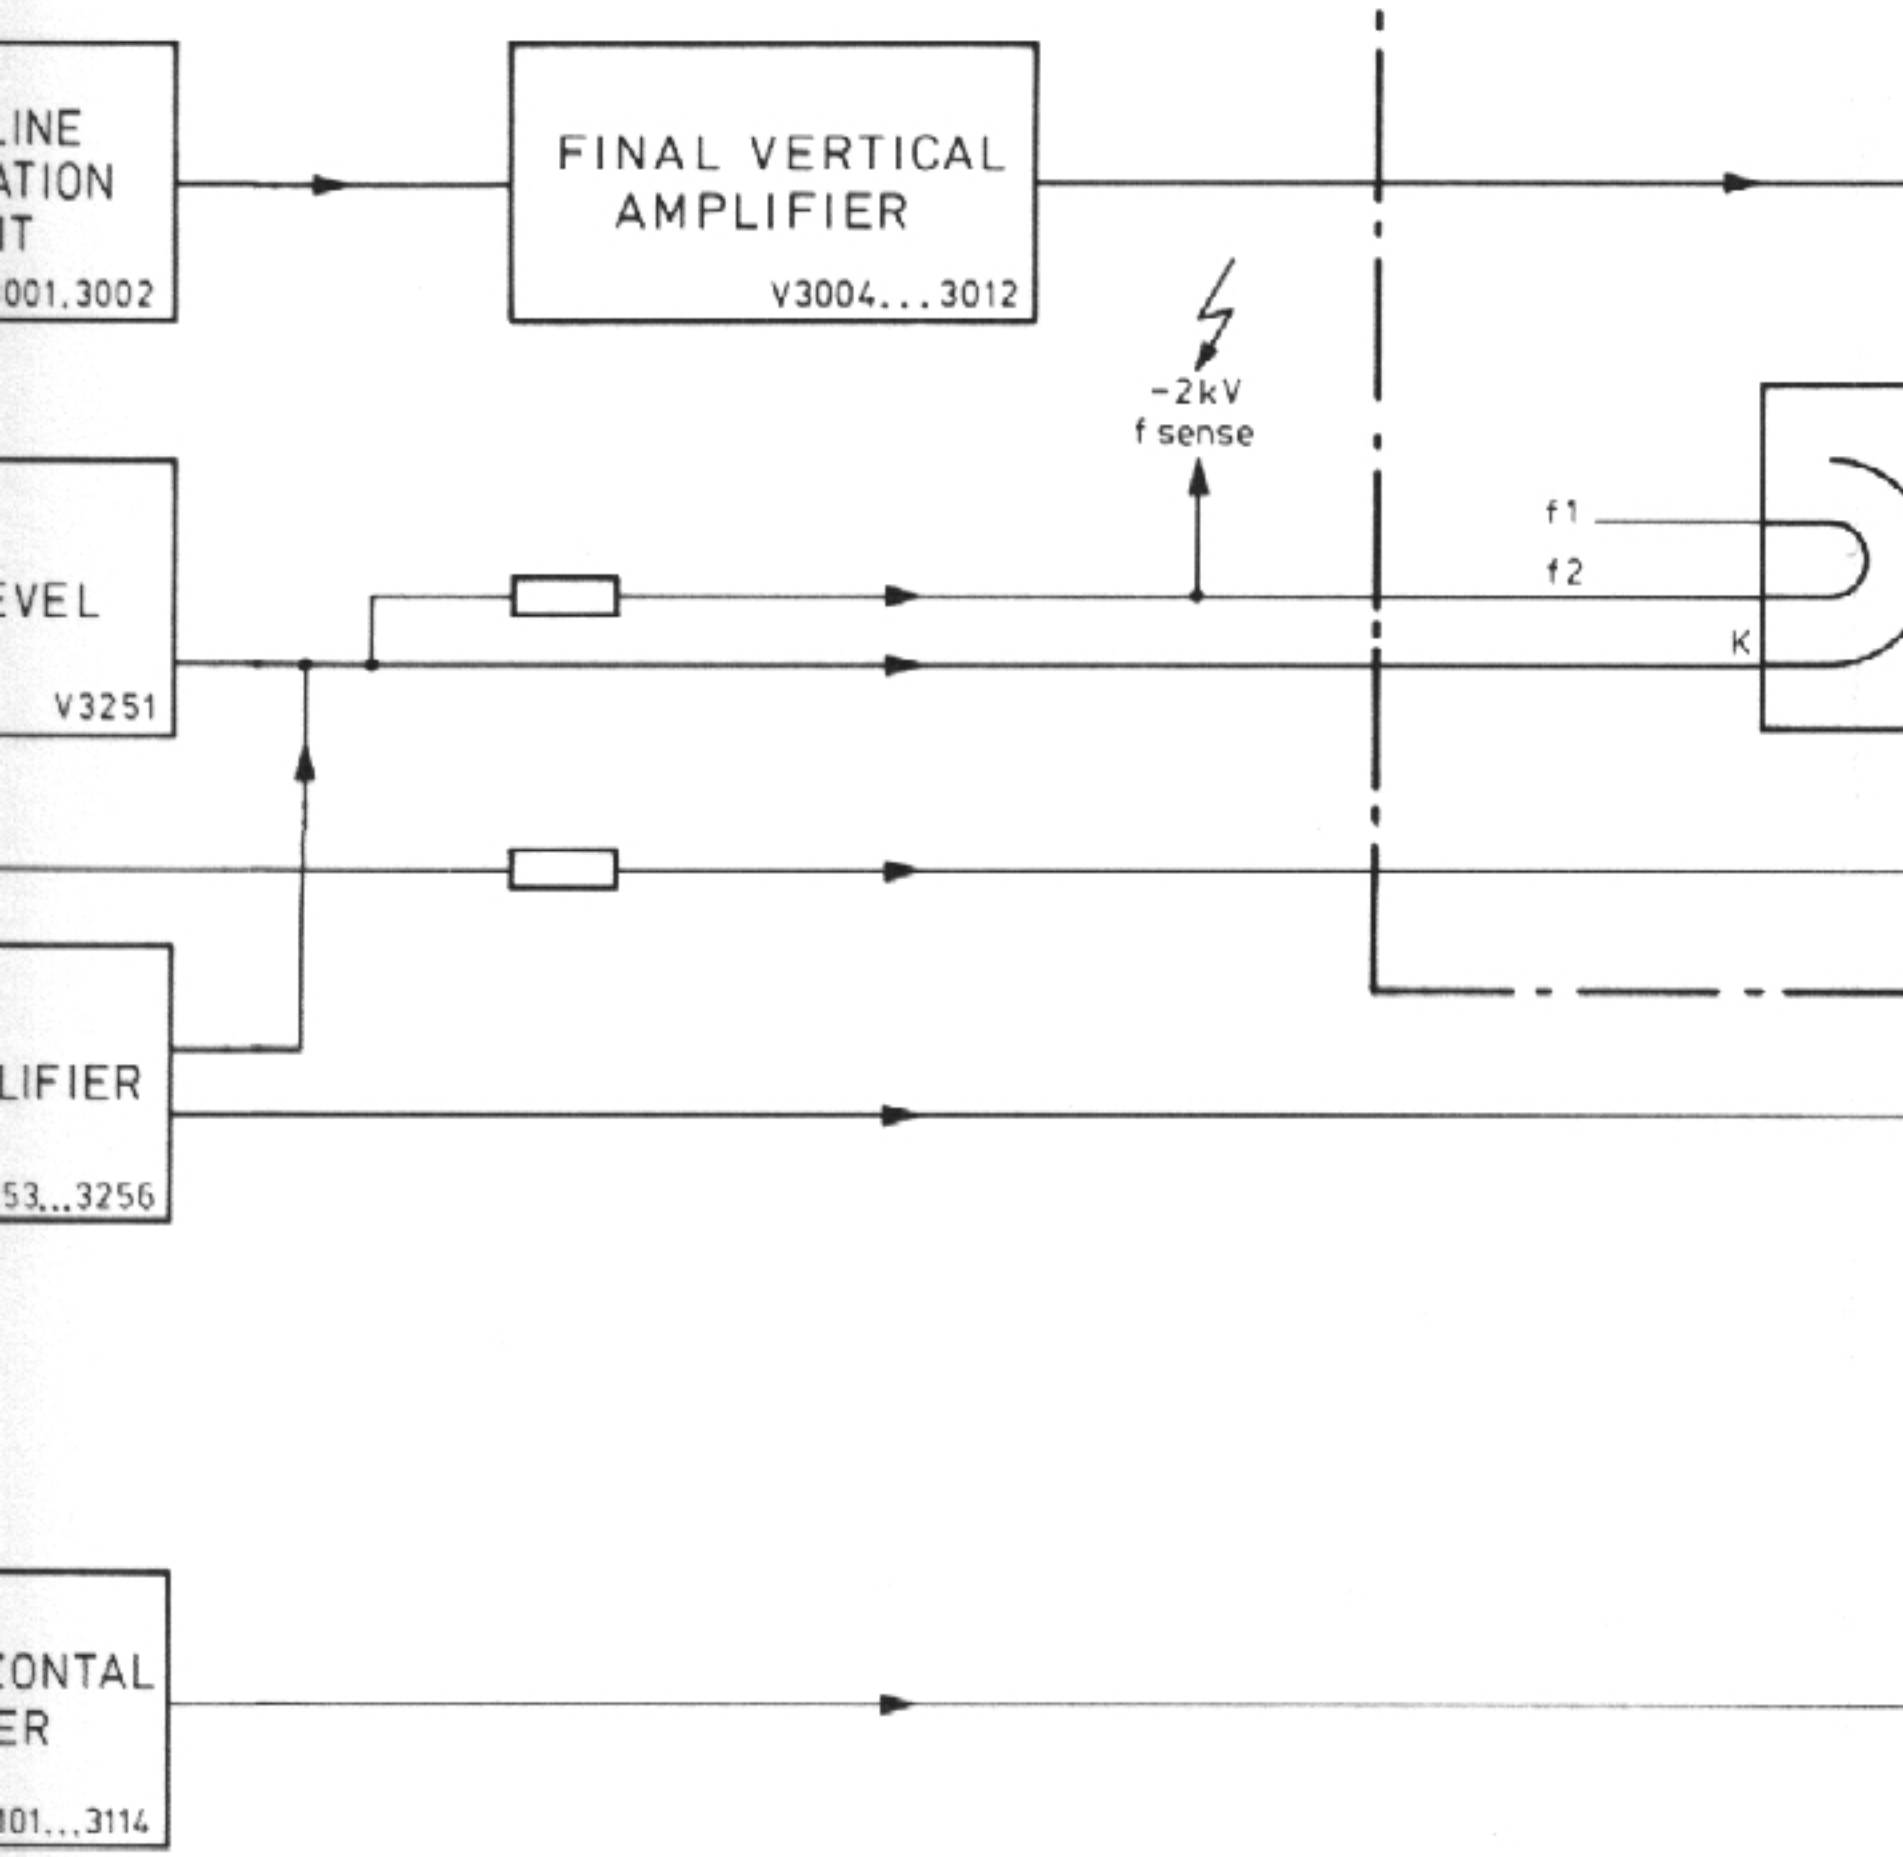 LINE
ATION
IT
001.3002
FINAL VERTICAL
AMPLIFIER
V3004...3012
-2kV
f sense
f1
f2
K
EVEL
V3251
LIFIER
53...3256
ZONTAL
ER
101...3114